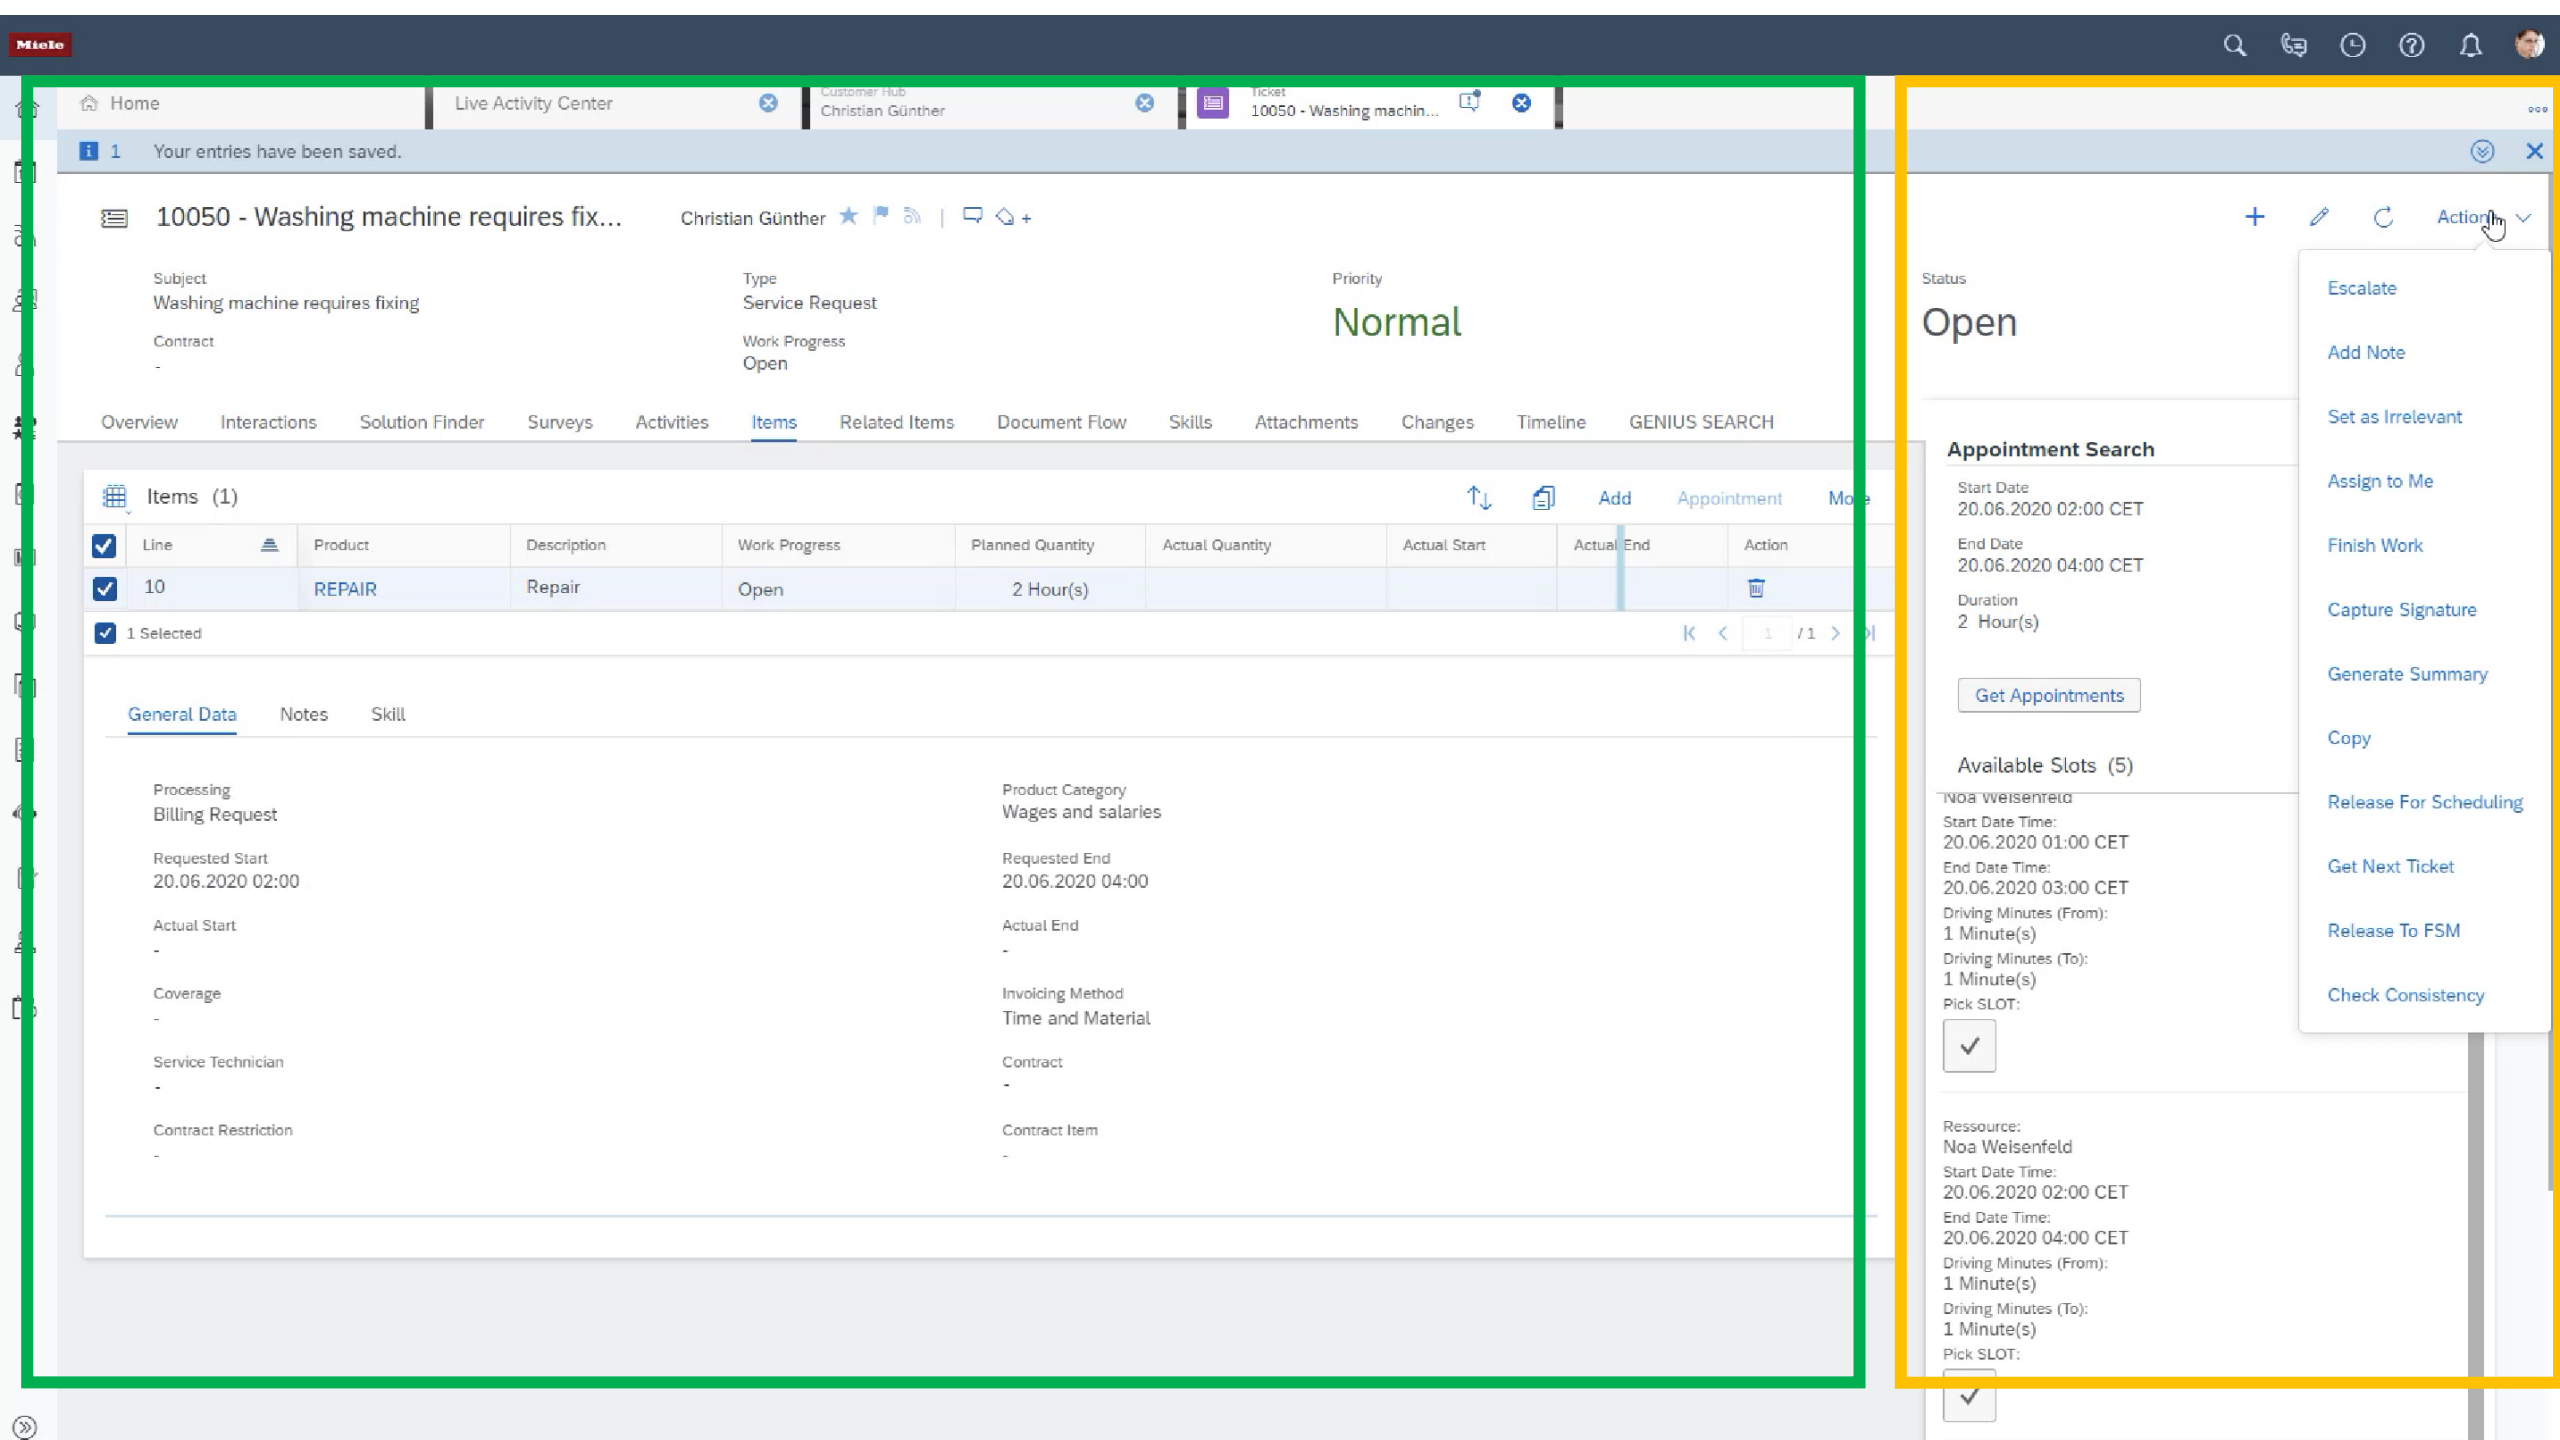 Miele
Home
Live Activity Center
Customer Hub
Christian Günther
Ticket
10050 - Washing machin...
1 Your entries have been saved.
10050 - Washing machine requires fix...
Christian Günther
Action
Subject
Washing machine requires fixing
Contract
-
Type
Service Request
Work Progress
Open
Priority
Normal
Status
Open
Overview Interactions Solution Finder Surveys Activities Items Related Items Document Flow Skills Attachments Changes Timeline GENIUS SEARCH
Items (1)
Add Appointment More
Line Product Description Work Progress Planned Quantity Actual Quantity Actual Start Actual End Action
10 REPAIR Repair Open 2 Hour(s)
1 Selected
1 / 1
General Data Notes Skill
Processing
Billing Request
Product Category
Wages and salaries
Requested Start
20.06.2020 02:00
Requested End
20.06.2020 04:00
Actual Start
-
Actual End
-
Coverage
-
Invoicing Method
Time and Material
Service Technician
-
Contract
-
Contract Restriction
-
Contract Item
-
Appointment Search
Start Date
20.06.2020 02:00 CET
End Date
20.06.2020 04:00 CET
Duration
2 Hour(s)
Get Appointments
Available Slots (5)
Noa Weisenfeld
Start Date Time:
20.06.2020 01:00 CET
End Date Time:
20.06.2020 03:00 CET
Driving Minutes (From):
1 Minute(s)
Driving Minutes (To):
1 Minute(s)
Pick SLOT:
Ressource:
Noa Weisenfeld
Start Date Time:
20.06.2020 02:00 CET
End Date Time:
20.06.2020 04:00 CET
Driving Minutes (From):
1 Minute(s)
Driving Minutes (To):
1 Minute(s)
Pick SLOT:
Escalate
Add Note
Set as Irrelevant
Assign to Me
Finish Work
Capture Signature
Generate Summary
Copy
Release For Scheduling
Get Next Ticket
Release To FSM
Check Consistency